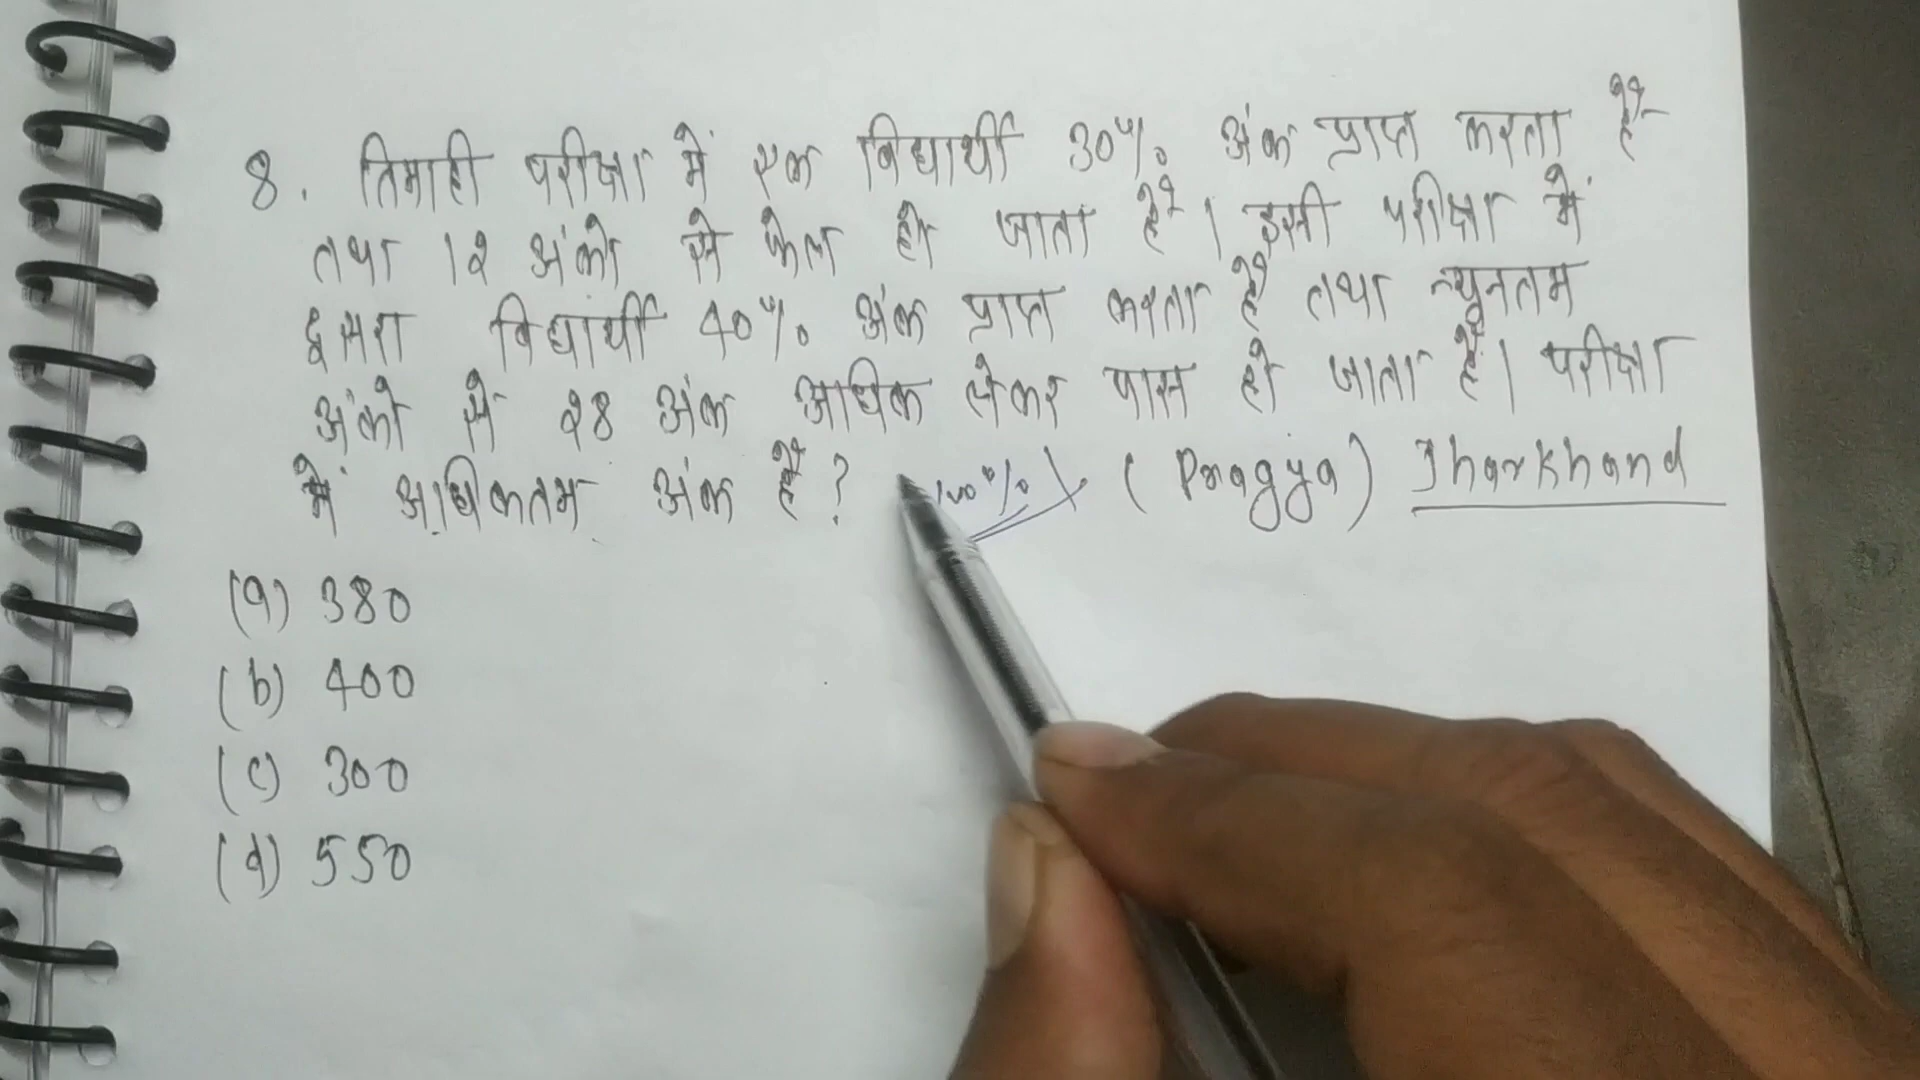 8. तिमाही परीक्षा में एक विद्यार्थी 30% अंक प्राप्त करता है
तथा 12 अंको से फेल हो जाता है। इसी परीक्षा में
दुसरा विद्यार्थी 40% अंक प्राप्त करता है तथा न्यूनतम
अंको से 28 अंक अधिक लेकर पास हो जाता है। परीक्षा
में अधिकतम अंक है? 100% (Pragya) Jharkhand
(a) 380
(b) 400
(c) 300
(d) 550